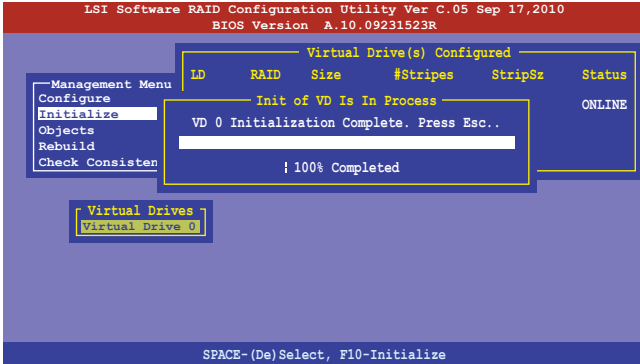 LSI Software RAID Configuration Utility Ver C.05 Sep 17,2010
BIOS Version A.10.09231523R
Virtual Drive(s) Configured
LD RAID Size #Stripes StripSz Status
ONLINE
Management Menu
Configure
Initialize
Objects
Rebuild
Check Consisten
Init of VD Is In Process
VD 0 Initialization Complete. Press Esc..
100% Completed
Virtual Drives
Virtual Drive 0
SPACE-(De)Select, F10-Initialize